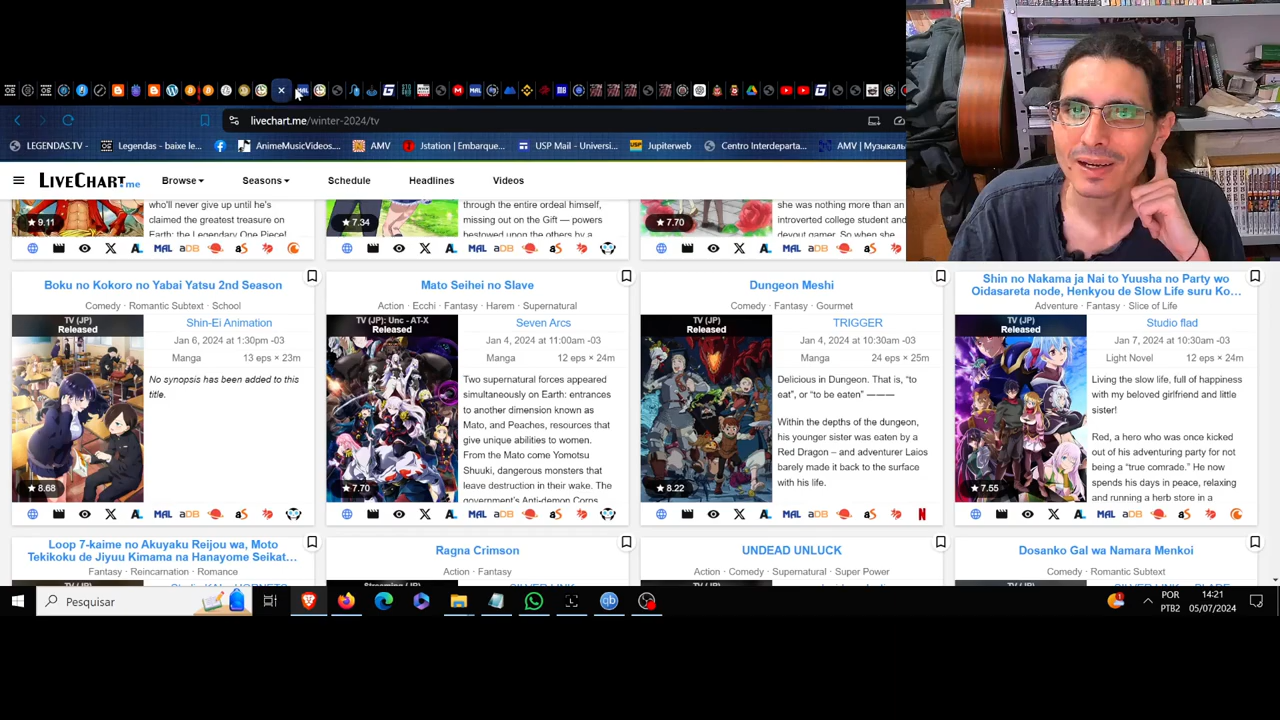 livechart.me/winter-2024/tv
LEGENDAS.TV -
Legendas - baixe le...
AnimeMusicVideos....
AMV
Jstation | Embarque...
USP Mail - Universi...
Jupiterweb
Centro Interdeparta...
AMV | Музыкаль
LIVECHART.me
Browse
Seasons
Schedule
Headlines
Videos
who'll never give up until he's
claimed the greatest treasure on
Earth: the Legendary One Piece!
9.11
through the entire ordeal himself,
missing out on the Gift — powers
bestowed upon the others by a
7.34
she was nothing more than an
introverted college student and
devout gamer. So when she
7.70
Boku no Kokoro no Yabai Yatsu 2nd Season
Comedy · Romantic Subtext · School
TV (JP)
Released
Shin-Ei Animation
Jan 6, 2024 at 1:30pm -03
Manga 13 eps × 23m
No synopsis has been added to this
title.
8.68
Mato Seihei no Slave
Action · Ecchi · Fantasy · Harem · Supernatural
TV (JP): Unc - AT-X
Released
Seven Arcs
Jan 4, 2024 at 11:00am -03
Manga 12 eps × 24m
Two supernatural forces appeared
simultaneously on Earth: entrances
to another dimension known as
Mato, and Peaches, resources that
give unique abilities to women.
From the Mato come Yomotsu
Shuuki, dangerous monsters that
leave destruction in their wake. The
government's Anti-demon Corps
7.70
Dungeon Meshi
Comedy · Fantasy · Gourmet
TV (JP)
Released
TRIGGER
Jan 4, 2024 at 10:30am -03
Manga 24 eps × 25m
Delicious in Dungeon. That is, “to
eat”, or “to be eaten” ———
Within the depths of the dungeon,
his younger sister was eaten by a
Red Dragon – and adventurer Laios
barely made it back to the surface
with his life.
8.22
Shin no Nakama ja Nai to Yuusha no Party wo
Oidasareta node, Henkyou de Slow Life suru Ko...
Adventure · Fantasy · Slice of Life
TV (JP)
Released
Studio flad
Jan 7, 2024 at 10:30am -03
Light Novel 12 eps × 24m
Living the slow life, full of happiness
with my beloved girlfriend and little
sister!
Red, a hero who was once kicked
out of his adventuring party for not
being a “true comrade.” He now
spends his days in peace, relaxing
and running a herb store in a
7.55
Loop 7-kaime no Akuyaku Reijou wa, Moto
Tekikoku de Jiyuu Kimama na Hanayome Seikat...
Fantasy · Reincarnation · Romance
Ragna Crimson
Action · Fantasy
UNDEAD UNLUCK
Action · Comedy · Supernatural · Super Power
Dosanko Gal wa Namara Menkoi
Comedy · Romantic Subtext
Pesquisar
POR
PTB2
14:21
05/07/2024